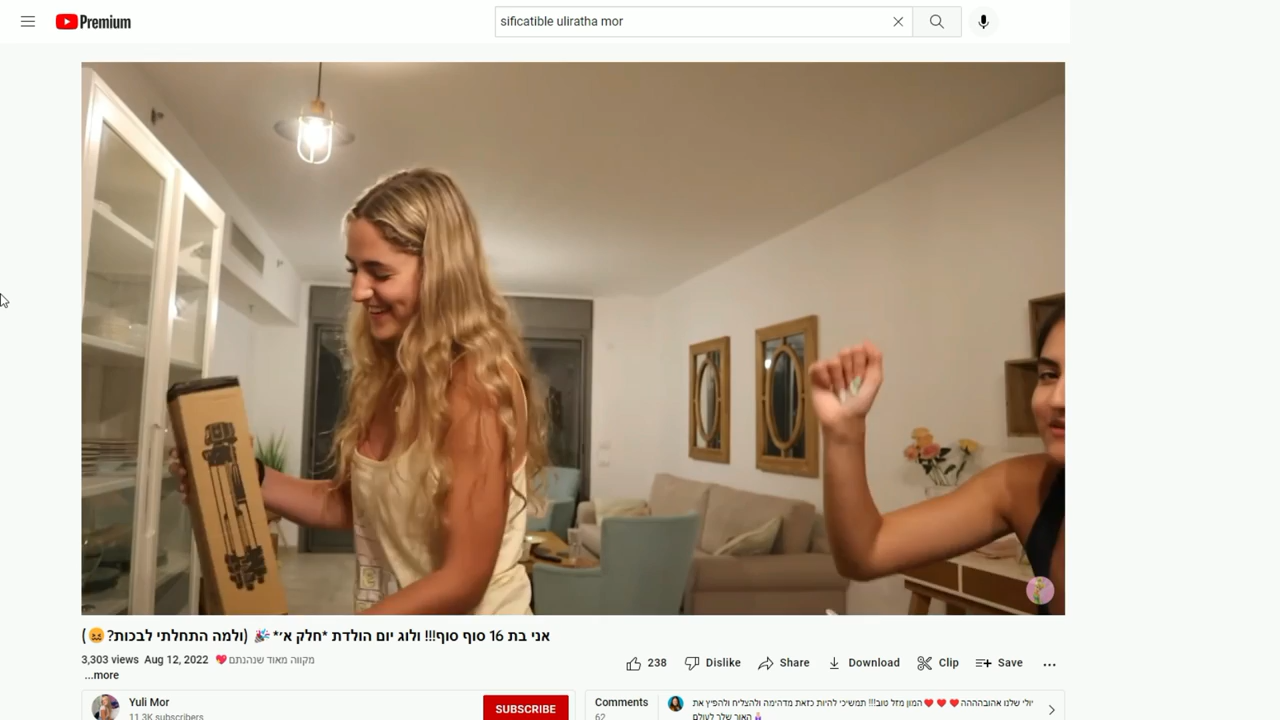 Premium
sificatible uliratha mor
אני בת 16 סוף סוף!!! ולוג יום הולדת *חלק א׳* 🎉 (ולמה התחלתי לבכות?😖)
3,303 views Aug 12, 2022 מקווה מאוד שנהנתם💖
...more
238 Dislike Share Download Clip Save
Yuli Mor
11.3K subscribers
SUBSCRIBE
Comments
62
יולי שלנו אהובהההה❤️❤️❤️ המון מזל טוב!!! תמשיכי להיות כזאת מדהימה ולהצליח ולהפיץ את
האור שלך לעולם